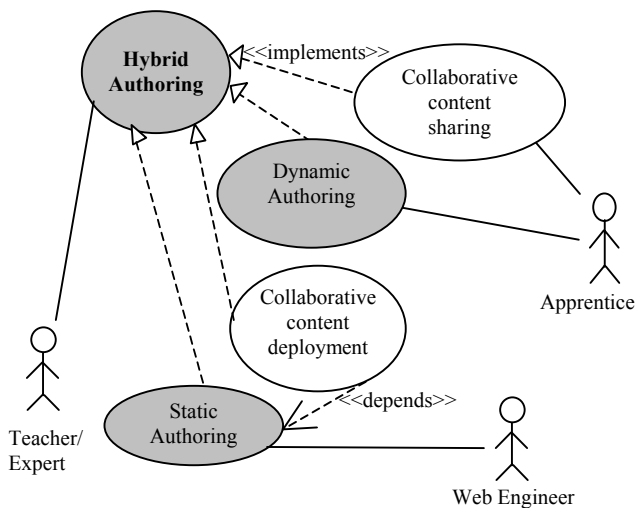 Hybrid
Authoring
<<implements>>
Collaborative
content
sharing
Dynamic
Authoring
Apprentice
Collaborative
content
deployment
<<depends>>
Static
Authoring
Teacher/
Expert
Web Engineer